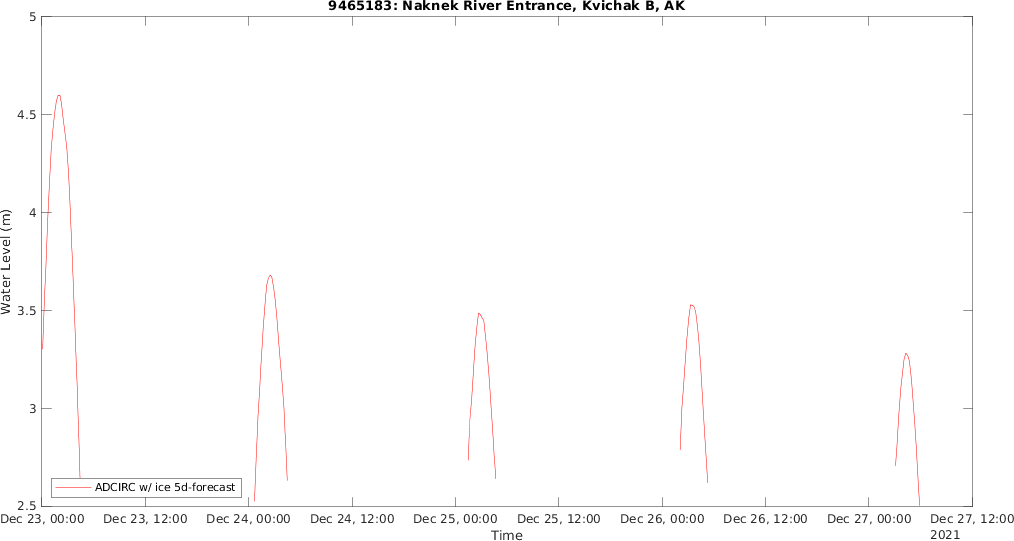 9465183: Naknek River Entrance, Kvichak B, AK
5
4.5
4
3.5
3
2.5
Water Level (m)
ADCIRC w/ ice 5d-forecast
Dec 23, 00:00 Dec 23, 12:00 Dec 24, 00:00 Dec 24, 12:00 Dec 25, 00:00 Dec 25, 12:00 Dec 26, 00:00 Dec 26, 12:00 Dec 27, 00:00 Dec 27, 12:00
Time
2021